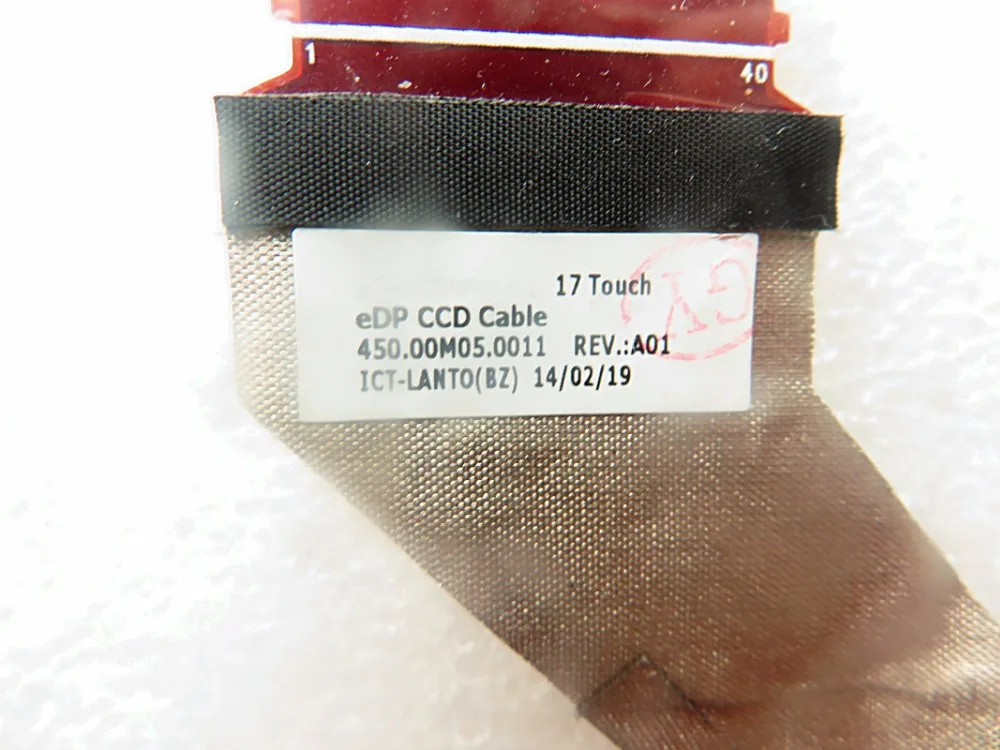 1
40
17 Touch
eDP CCD Cable
450.00M05.0011 REV.:A01
ICT-LANTO(BZ) 14/02/19